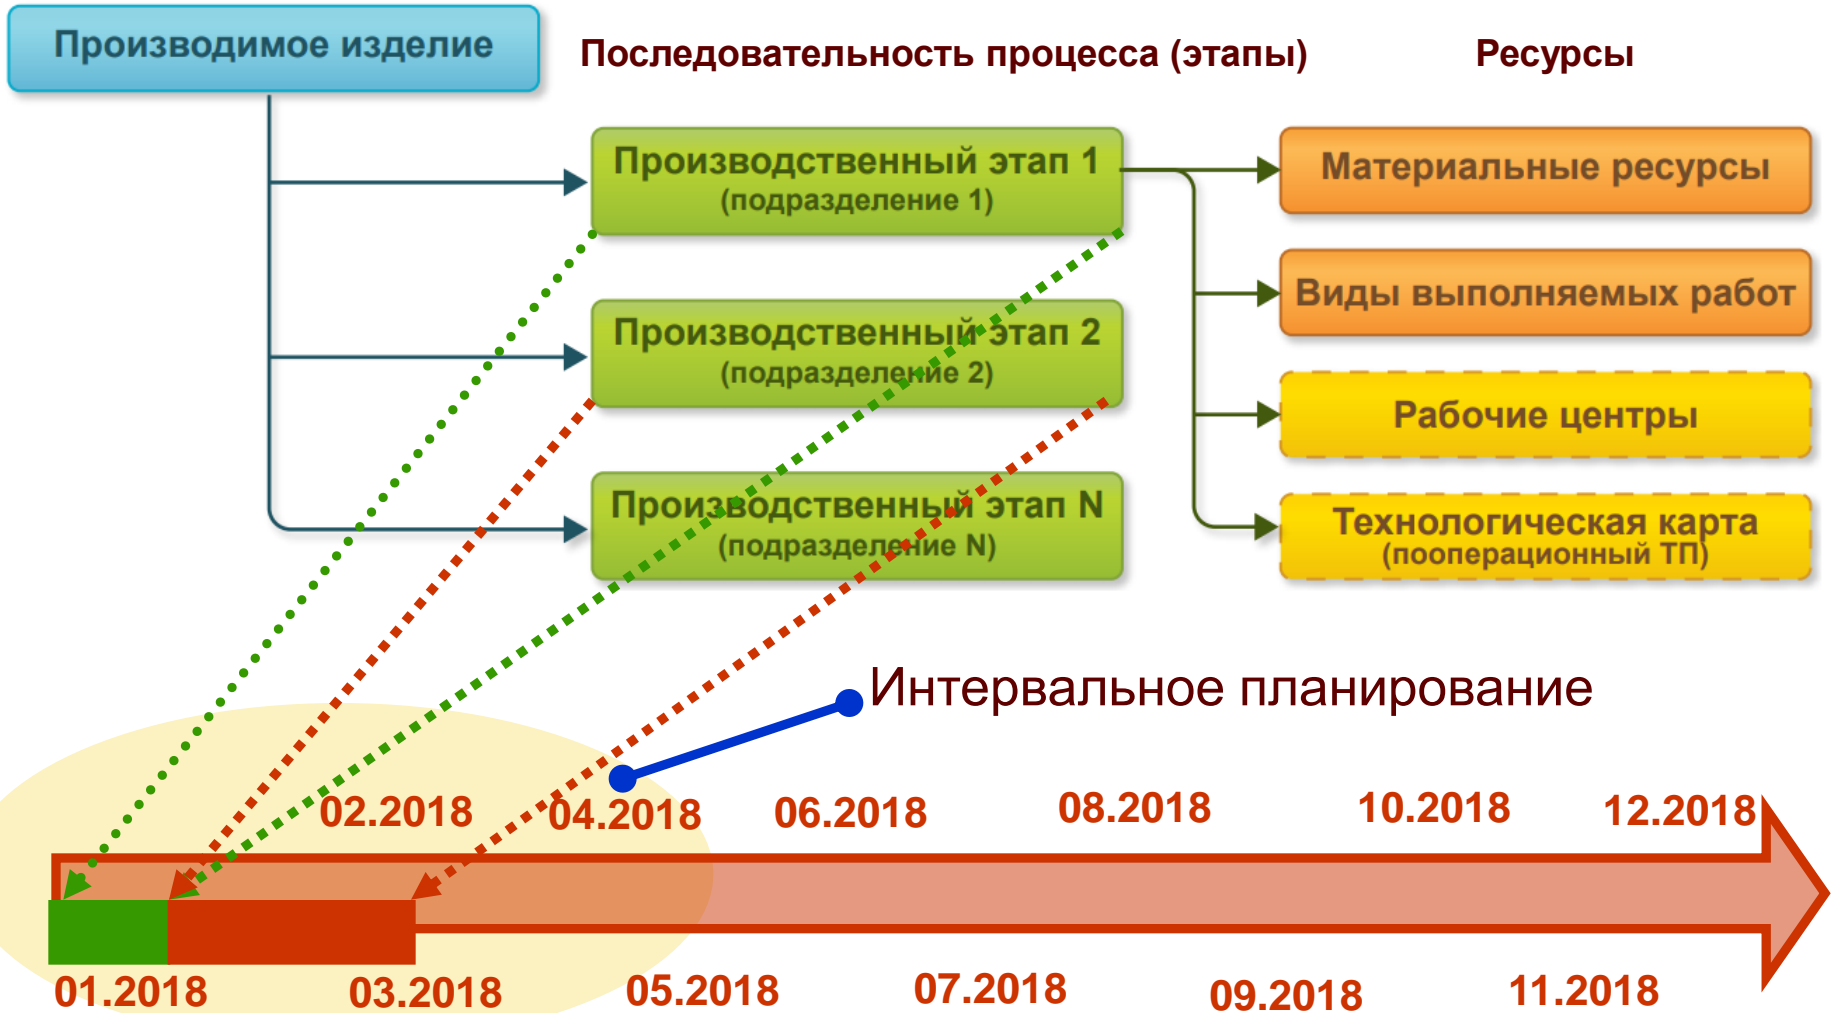 Производимое изделие
Последовательность процесса (этапы)
Ресурсы
Производственный этап 1
(подразделение 1)
Производственный этап 2
(подразделение 2)
Производственный этап N
(подразделение N)
Материальные ресурсы
Виды выполняемых работ
Рабочие центры
Технологическая карта
(пооперационный ТП)
Интервальное планирование
02.2018
04.2018
06.2018
08.2018
10.2018
12.2018
01.2018
03.2018
05.2018
07.2018
09.2018
11.2018